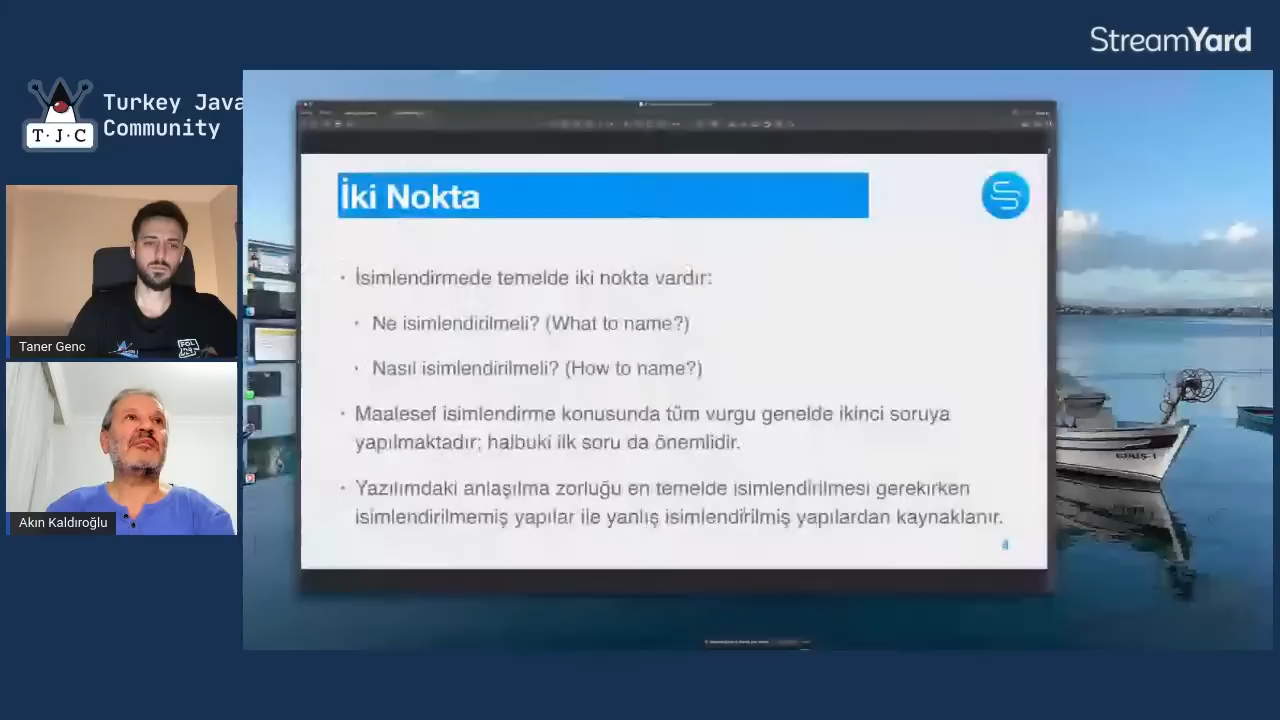 StreamYard
Turkey Java
Community
T·J·C
Taner Genc
Akın Kaldıroğlu
İki Nokta
· İsimlendirmede temelde iki nokta vardır:
· Ne isimlendirilmeli? (What to name?)
· Nasıl isimlendirilmeli? (How to name?)
· Maalesef isimlendirme konusunda tüm vurgu genelde ikinci soruya
yapılmaktadır; halbuki ilk soru da önemlidir.
· Yazılımdaki anlaşılma zorluğu en temelde isimlendirilmesi gerekirken
isimlendirilmemiş yapılar ile yanlış isimlendirilmiş yapılardan kaynaklanır.
4